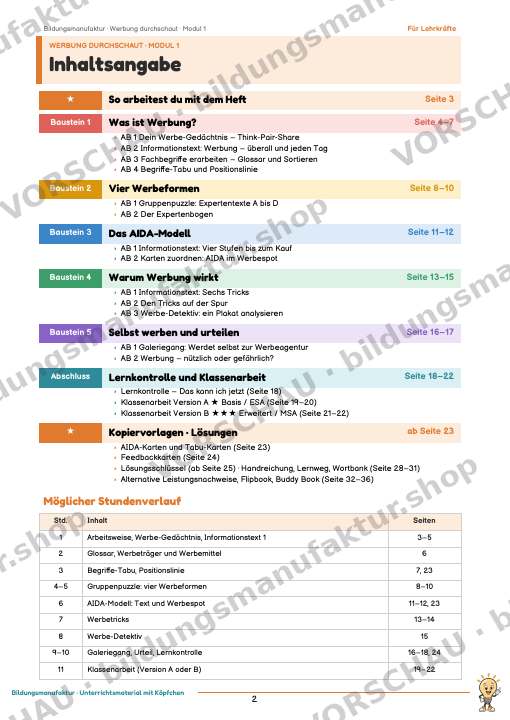 Bildungsmanufaktur · Werbung durchschaut · Modul 1 Für Lehrkräfte
WERBUNG DURCHSCHAUT · MODUL 1
Inhaltsangabe
★ So arbeitest du mit dem Heft Seite 3
Baustein 1 Was ist Werbung? Seite 4–7
› AB 1 Dein Werbe-Gedächtnis – Think-Pair-Share
› AB 2 Informationstext: Werbung – überall und jeden Tag
› AB 3 Fachbegriffe erarbeiten – Glossar und Sortieren
› AB 4 Begriffe-Tabu und Positionslinie
Baustein 2 Vier Werbeformen Seite 8–10
› AB 1 Gruppenpuzzle: Expertentexte A bis D
› AB 2 Der Expertenbogen
Baustein 3 Das AIDA-Modell Seite 11–12
› AB 1 Informationstext: Vier Stufen bis zum Kauf
› AB 2 Karten zuordnen: AIDA im Werbespot
Baustein 4 Warum Werbung wirkt Seite 13–15
› AB 1 Informationstext: Sechs Tricks
› AB 2 Den Tricks auf der Spur
› AB 3 Werbe-Detektiv: ein Plakat analysieren
Baustein 5 Selbst werben und urteilen Seite 16–17
› AB 1 Galeriegang: Werdet selbst zur Werbeagentur
› AB 2 Werbung – nützlich oder gefährlich?
Abschluss Lernkontrolle und Klassenarbeit Seite 18–22
› Lernkontrolle – Das kann ich jetzt (Seite 18)
› Klassenarbeit Version A ★ Basis / ESA (Seite 19–20)
› Klassenarbeit Version B ★★★ Erweitert / MSA (Seite 21–22)
★ Kopiervorlagen · Lösungen ab Seite 23
› AIDA-Karten und Tabu-Karten (Seite 23)
› Feedbackkarten (Seite 24)
› Lösungsschlüssel (ab Seite 25) · Handreichung, Lernweg, Wortbank (Seite 28–31)
› Alternative Leistungsnachweise, Flipbook, Buddy Book (Seite 32–36)
Möglicher Stundenverlauf
Std. Inhalt Seiten
1 Arbeitsweise, Werbe-Gedächtnis, Informationstext 1 3–5
2 Glossar, Werbeträger und Werbemittel 6
3 Begriffe-Tabu, Positionslinie 7, 23
4–5 Gruppenpuzzle: vier Werbeformen 8–10
6 AIDA-Modell: Text und Werbespot 11–12, 23
7 Werbetricks 13–14
8 Werbe-Detektiv 15
9–10 Galeriegang, Urteil, Lernkontrolle 16–18, 24
11 Klassenarbeit (Version A oder B) 19–22
Bildungsmanufaktur · Unterrichtsmaterial mit Köpfchen
2
VORSCHAU · bildungsmanufaktur.shop